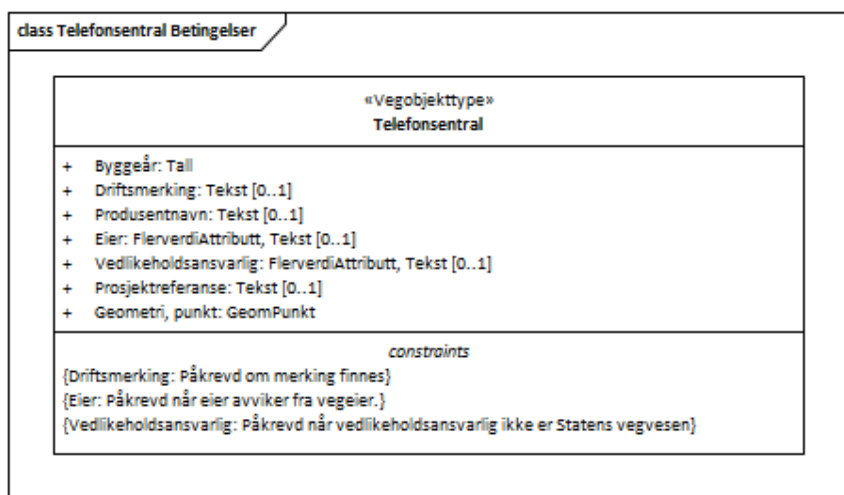 class Telefonsentral Betingelser
«Vegobjekttype»
Telefonsentral
+ Byggeår: Tall
+ Driftsmerking: Tekst [0..1]
+ Produsentnavn: Tekst [0..1]
+ Eier: FlerverdiAttributt, Tekst [0..1]
+ Vedlikeholdsansvarlig: FlerverdiAttributt, Tekst [0..1]
+ Prosjektreferanse: Tekst [0..1]
+ Geometri, punkt: GeomPunkt
constraints
{Driftsmerking: Påkrevd om merking finnes}
{Eier: Påkrevd når eier avviker fra vegeier.}
{Vedlikeholdsansvarlig: Påkrevd når vedlikeholdsansvarlig ikke er Statens vegvesen}